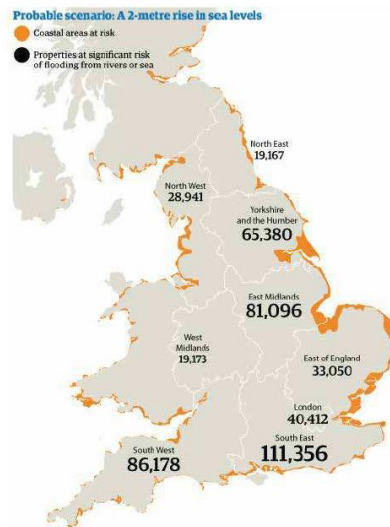 Probable scenario: A 2-metre rise in sea levels
Coastal areas at risk
Properties at significant risk
of flooding from rivers or sea
North East
19,167
North West
28,941
Yorkshire
and the Humber
65,380
East Midlands
81,096
West
Midlands
19,173
East of England
33,050
London
40,412
South East
111,356
South West
86,178